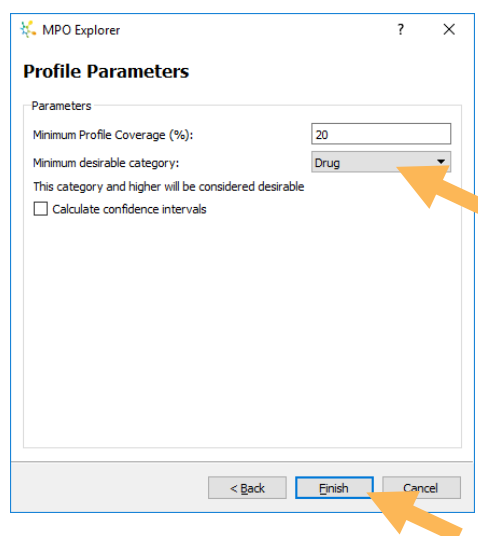 MPO Explorer ?
Profile Parameters
Parameters
Minimum Profile Coverage (%): 20
Minimum desirable category: Drug
This category and higher will be considered desirable
Calculate confidence intervals
< Back Finish Cancel